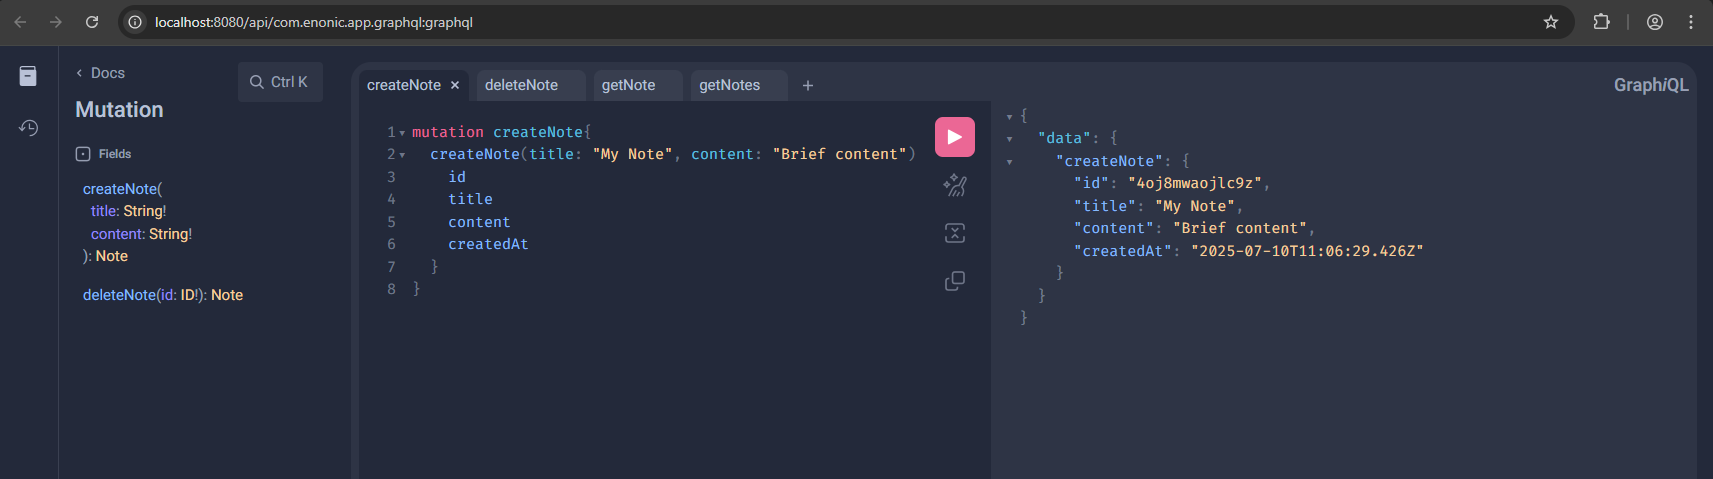 localhost:8080/api/com.enonic.app.graphql:graphql
Docs
Ctrl K
Mutation
Fields
createNote(
title: String!
content: String!
): Note
deleteNote(id: ID!): Note
createNote
deleteNote
getNote
getNotes
GraphiQL
1 mutation createNote{
2 createNote(title: "My Note", content: "Brief content")
3 id
4 title
5 content
6 createdAt
7 }
8 }
{
"data": {
"createNote": {
"id": "4oj8mwaojlc9z",
"title": "My Note",
"content": "Brief content",
"createdAt": "2025-07-10T11:06:29.426Z"
}
}
}